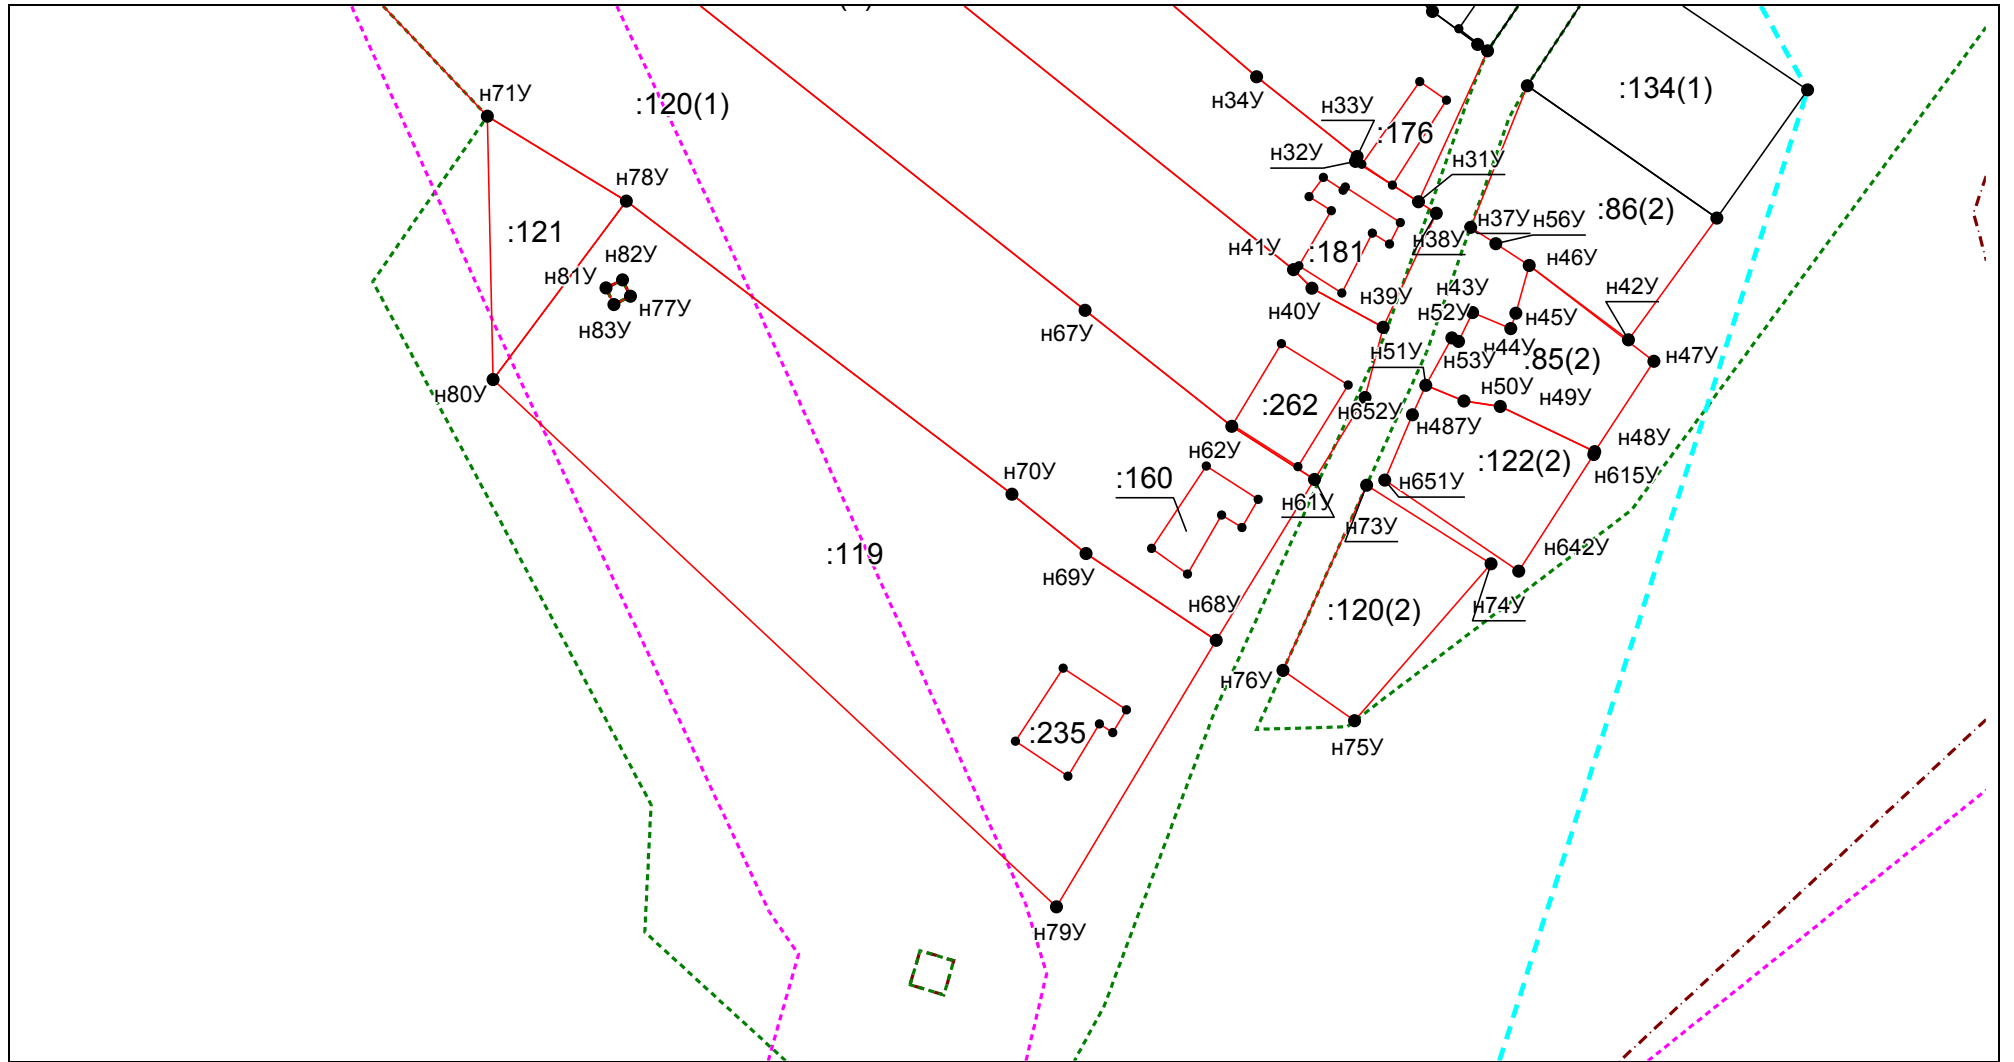 н71У
:120(1)
н34У
н33У
:176
:134(1)
н32У
н31У
н78У
:121
:86(2)
н37У
н56У
н41У
:181
н38У
н46У
н82У
н81У
н77У
н83У
н42У
н43У
н39У
н40У
н52У
н45У
н67У
н51У
н53У
н44У
:85(2)
н47У
н80У
:262
н652У
н50У
н49У
н487У
н48У
н62У
:122(2)
н615У
н70У
:160
н651У
н61У
н73У
:119
н69У
н642У
н68У
:120(2)
н74У
н76У
:235
н75У
н79У